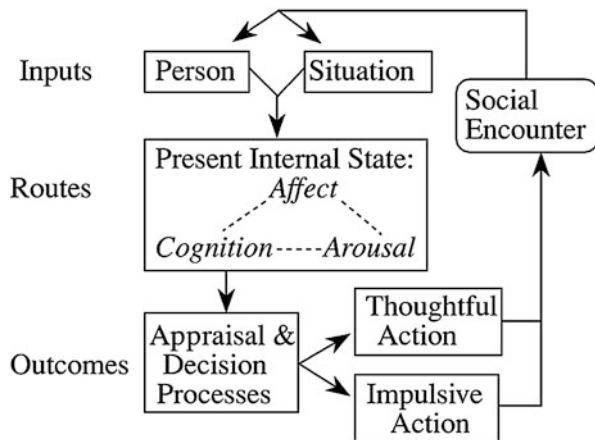 Inputs
Person
Situation
Social
Encounter
Routes
Present Internal State:
Affect
Cognition
Arousal
Outcomes
Appraisal &
Decision
Processes
Thoughtful
Action
Impulsive
Action